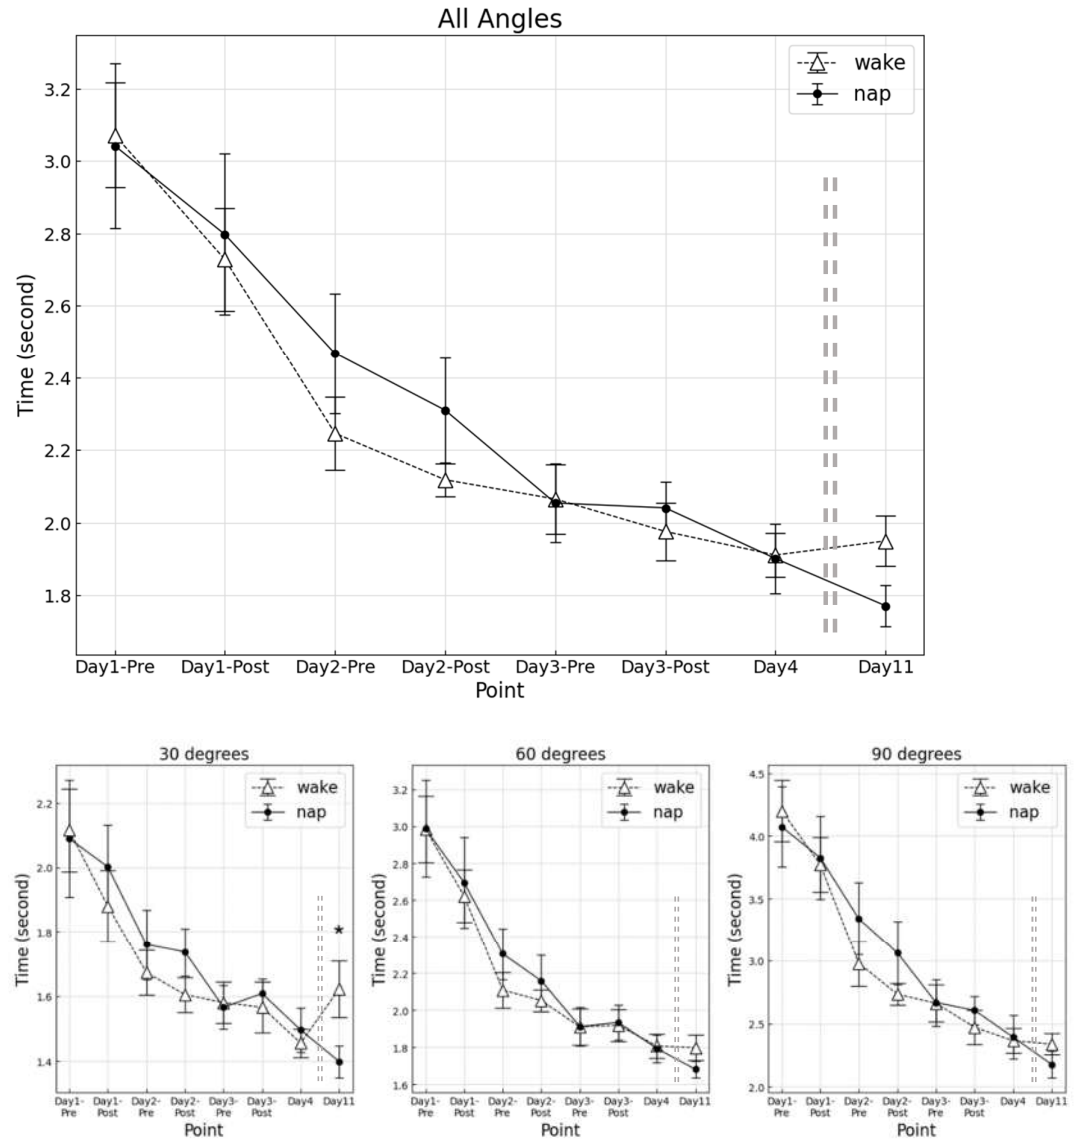 All Angles
wake
nap
3.2
3.0
2.8
2.6
2.4
2.2
2.0
1.8
Time (second)
Day1-Pre Day1-Post Day2-Pre Day2-Post Day3-Pre Day3-Post Day4 Day11
Point
30 degrees
wake
nap
2.2
2.0
1.8
1.6
1.4
Time (second)
*
Day1- Day1- Day2- Day2- Day3- Day3- Day4 Day11
Pre Post Pre Post Pre Post
Point
60 degrees
wake
nap
3.2
3.0
2.8
2.6
2.4
2.2
2.0
1.8
1.6
Time (second)
Day1- Day1- Day2- Day2- Day3- Day3- Day4 Day11
Pre Post Pre Post Pre Post
Point
90 degrees
wake
nap
4.5
4.0
3.5
3.0
2.5
2.0
Time (second)
Day1- Day1- Day2- Day2- Day3- Day3- Day4 Day11
Pre Post Pre Post Pre Post
Point